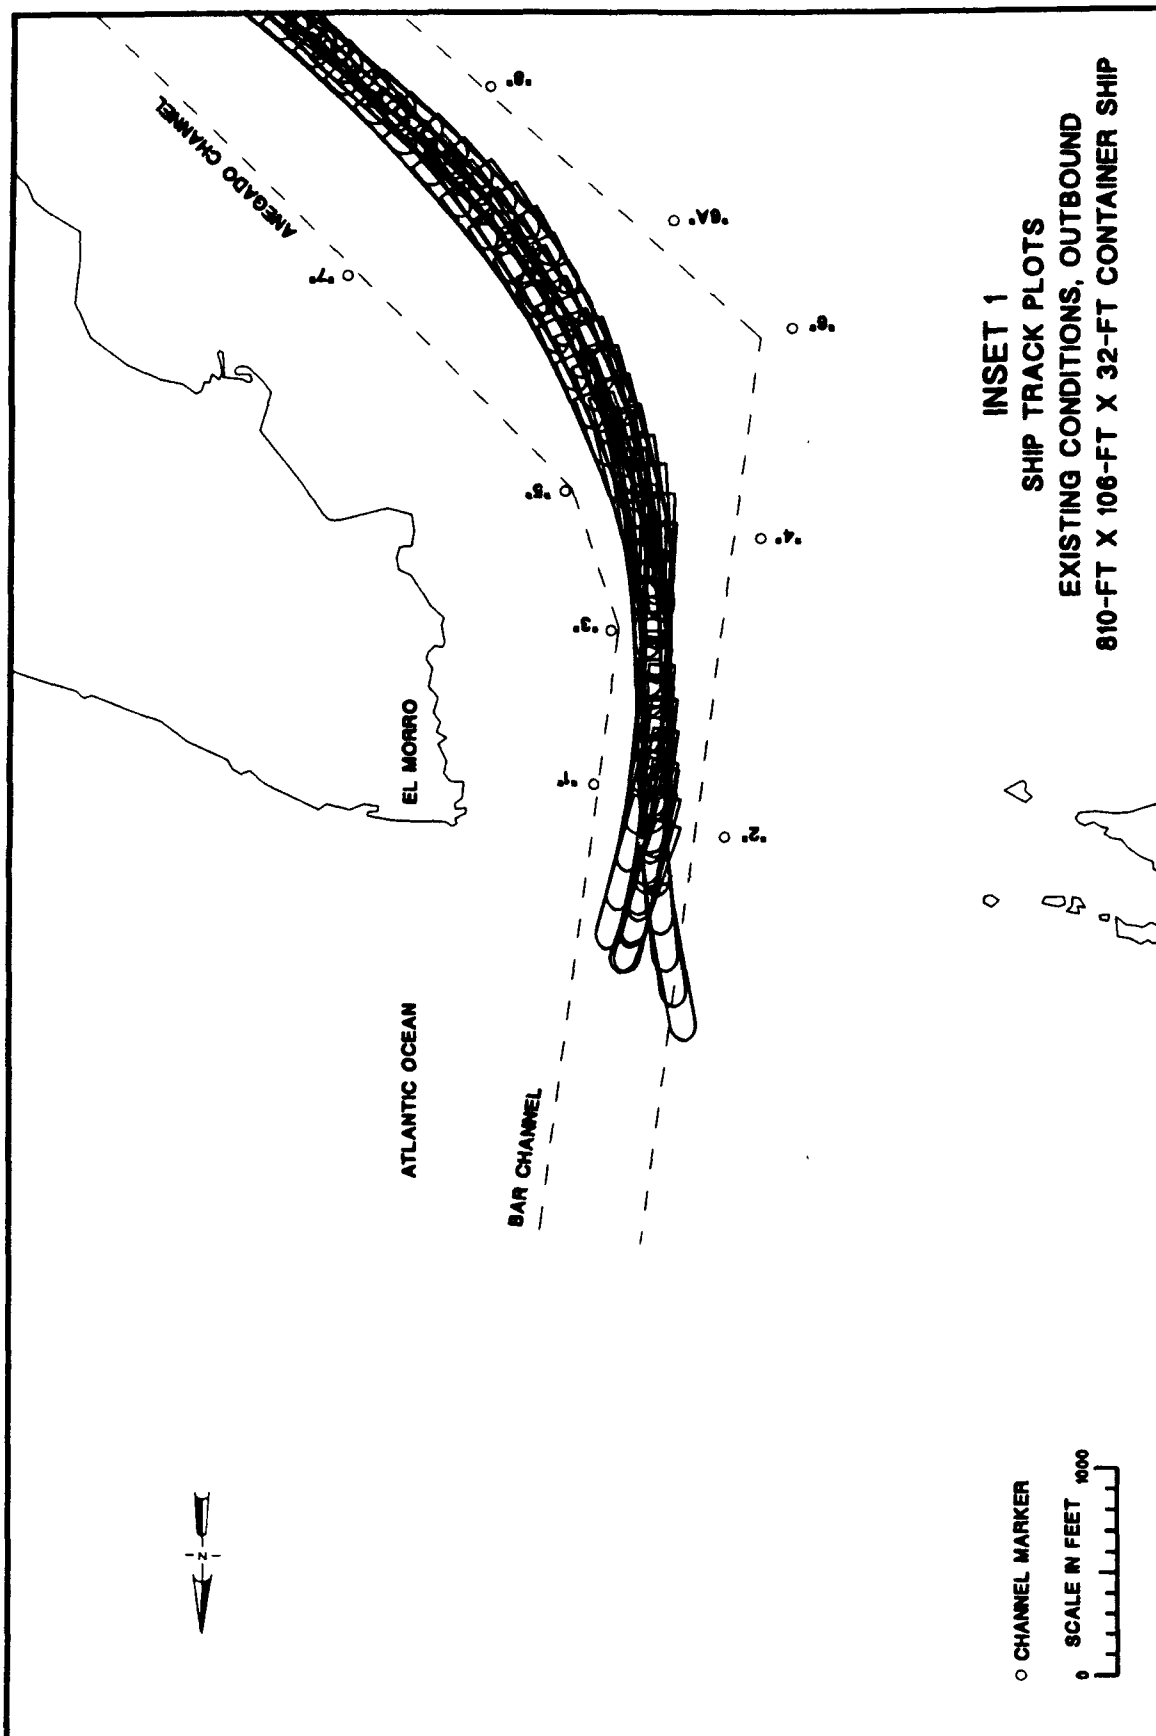 INSET 1
SHIP TRACK PLOTS
EXISTING CONDITIONS, OUTBOUND
810-FT X 106-FT X 32-FT CONTAINER SHIP
ANEGADO CHANNEL
"8"
"7"
"6A"
"6"
"5"
"4"
"3"
"1"
"2"
EL MORRO
ATLANTIC OCEAN
BAR CHANNEL
-N-
○ CHANNEL MARKER
SCALE IN FEET
0 1000